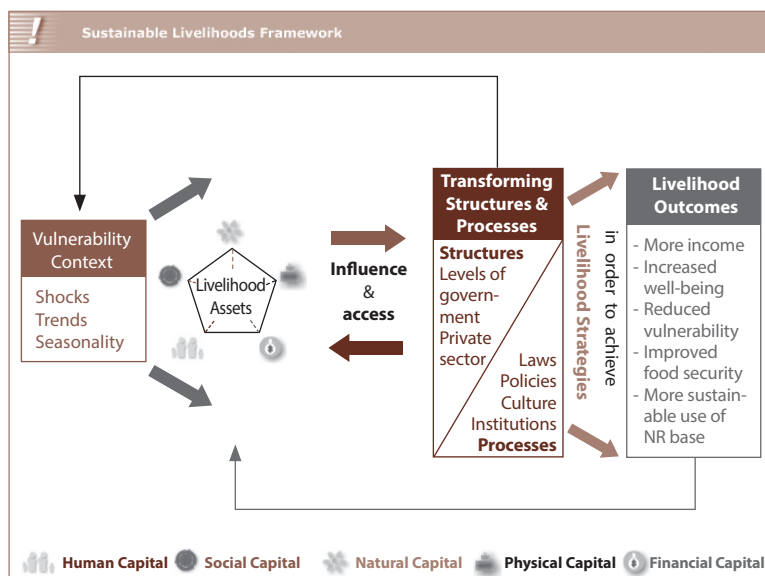 !
Sustainable Livelihoods Framework
Vulnerability
Context
Shocks
Trends
Seasonality
Livelihood
Assets
Influence
&
access
Transforming
Structures &
Processes
Structures
Levels of
govern-
ment
Private
sector
Laws
Policies
Culture
Institutions
Processes
Livelihood Strategies
in order to achieve
Livelihood
Outcomes
- More income
- Increased
well-being
- Reduced
vulnerability
- Improved
food security
- More sustain-
able use of
NR base
Human Capital
Social Capital
Natural Capital
Physical Capital
Financial Capital